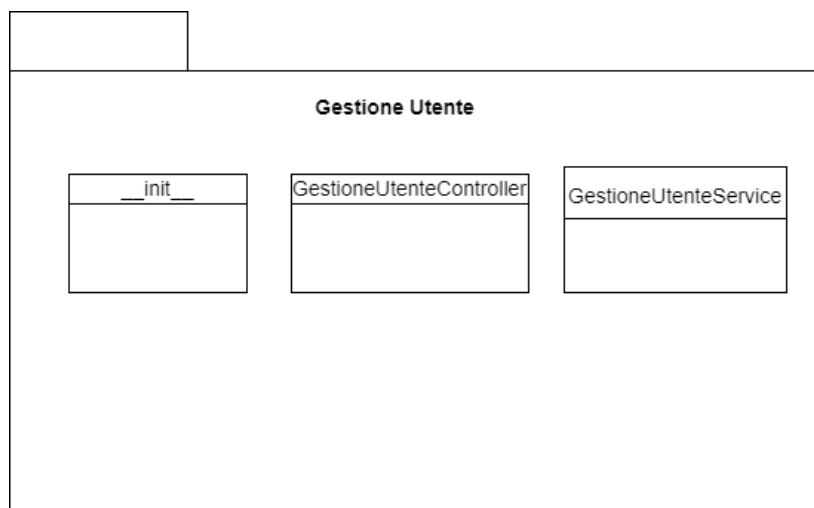 Gestione Utente
__init__
GestioneUtenteController
GestioneUtenteService